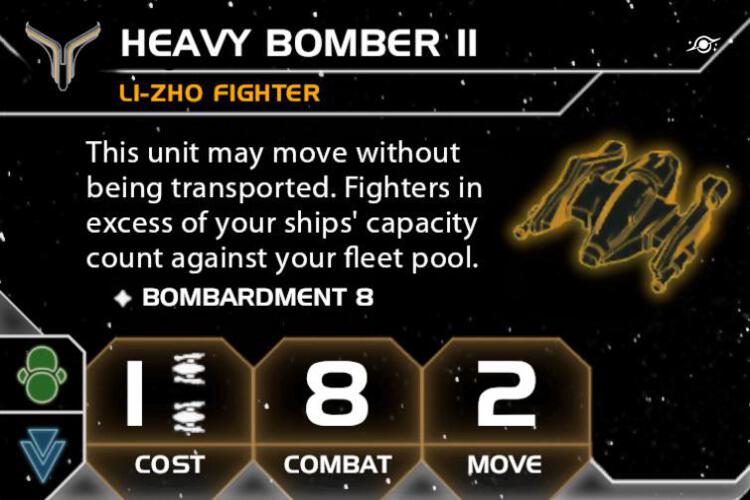 HEAVY BOMBER II
LI-ZHO FIGHTER
This unit may move without
being transported. Fighters in
excess of your ships' capacity
count against your fleet pool.
BOMBARDMENT 8
1 8 2
COST COMBAT MOVE